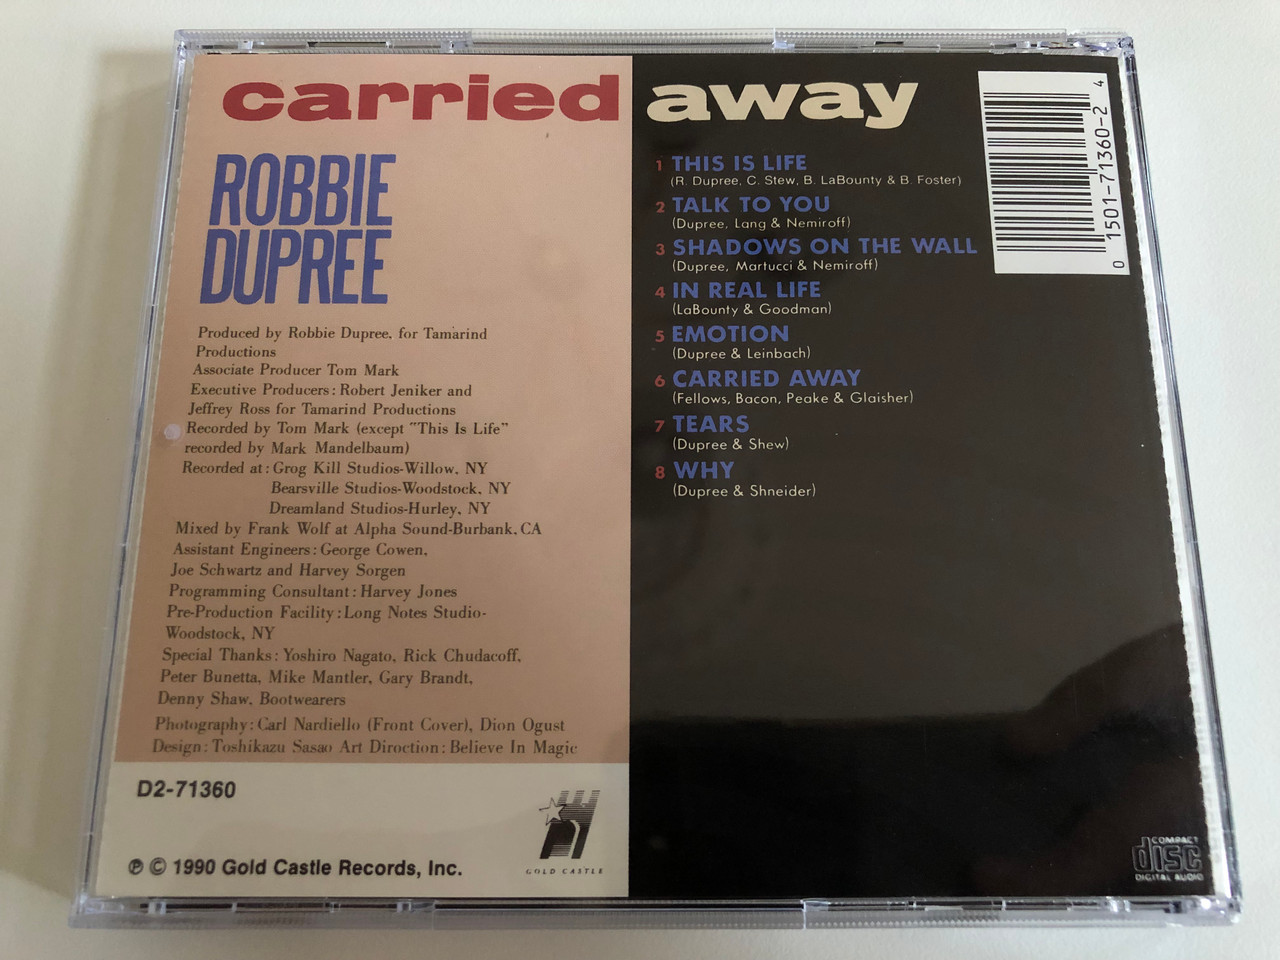 carried away
ROBBIE
DUPREE
Produced by Robbie Dupree, for Tamarind
Productions
Associate Producer Tom Mark
Executive Producers: Robert Jeniker and
Jeffrey Ross for Tamarind Productions
Recorded by Tom Mark (except "This Is Life"
recorded by Mark Mandelbaum)
Recorded at: Grog Kill Studios-Willow, NY
Bearsville Studios-Woodstock, NY
Dreamland Studios-Hurley, NY
Mixed by Frank Wolf at Alpha Sound-Burbank, CA
Assistant Engineers: George Cowen,
Joe Schwartz and Harvey Sorgen
Programming Consultant: Harvey Jones
Pre-Production Facility: Long Notes Studio-
Woodstock, NY
Special Thanks: Yoshiro Nagato, Rick Chudacoff,
Peter Bunetta, Mike Mantler, Gary Brandt,
Denny Shaw, Bootwearers
Photography: Carl Nardiello (Front Cover), Dion Ogust
Design: Toshikazu Sasao Art Diroction: Believe In Magic
D2-71360
℗ © 1990 Gold Castle Records, Inc.
GOLD CASTLE
1 THIS IS LIFE
(R. Dupree, C. Stew, B. LaBounty & B. Foster)
2 TALK TO YOU
(Dupree, Lang & Nemiroff)
3 SHADOWS ON THE WALL
(Dupree, Martucci & Nemiroff)
4 IN REAL LIFE
(LaBounty & Goodman)
5 EMOTION
(Dupree & Leinbach)
6 CARRIED AWAY
(Fellows, Bacon, Peake & Glaisher)
7 TEARS
(Dupree & Shew)
8 WHY
(Dupree & Shneider)
0 1501-71360-2 4
COMPACT
disc
DIGITAL AUDIO